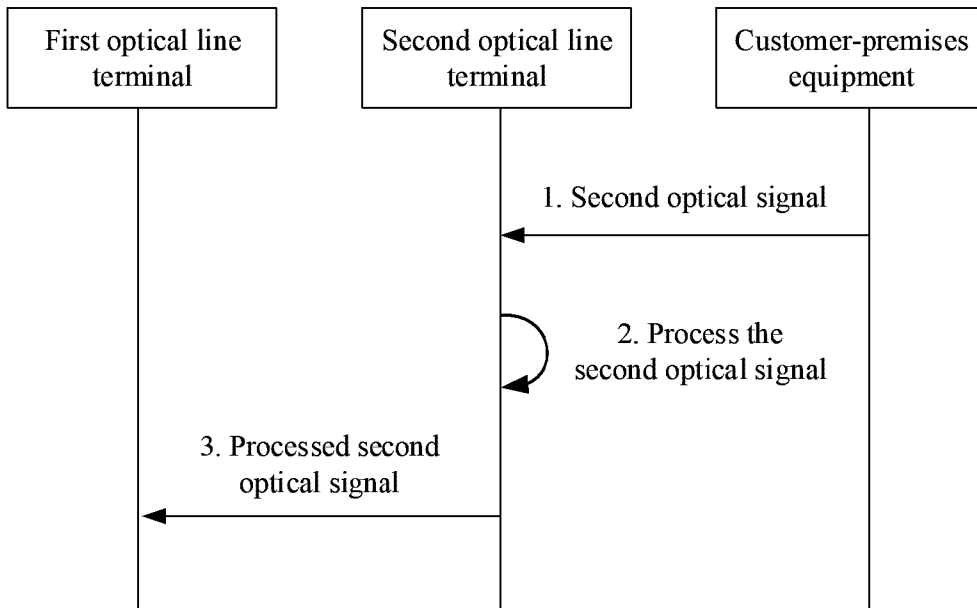 First optical line
terminal
Second optical line
terminal
Customer-premises
equipment
1. Second optical signal
2. Process the
second optical signal
3. Processed second
optical signal